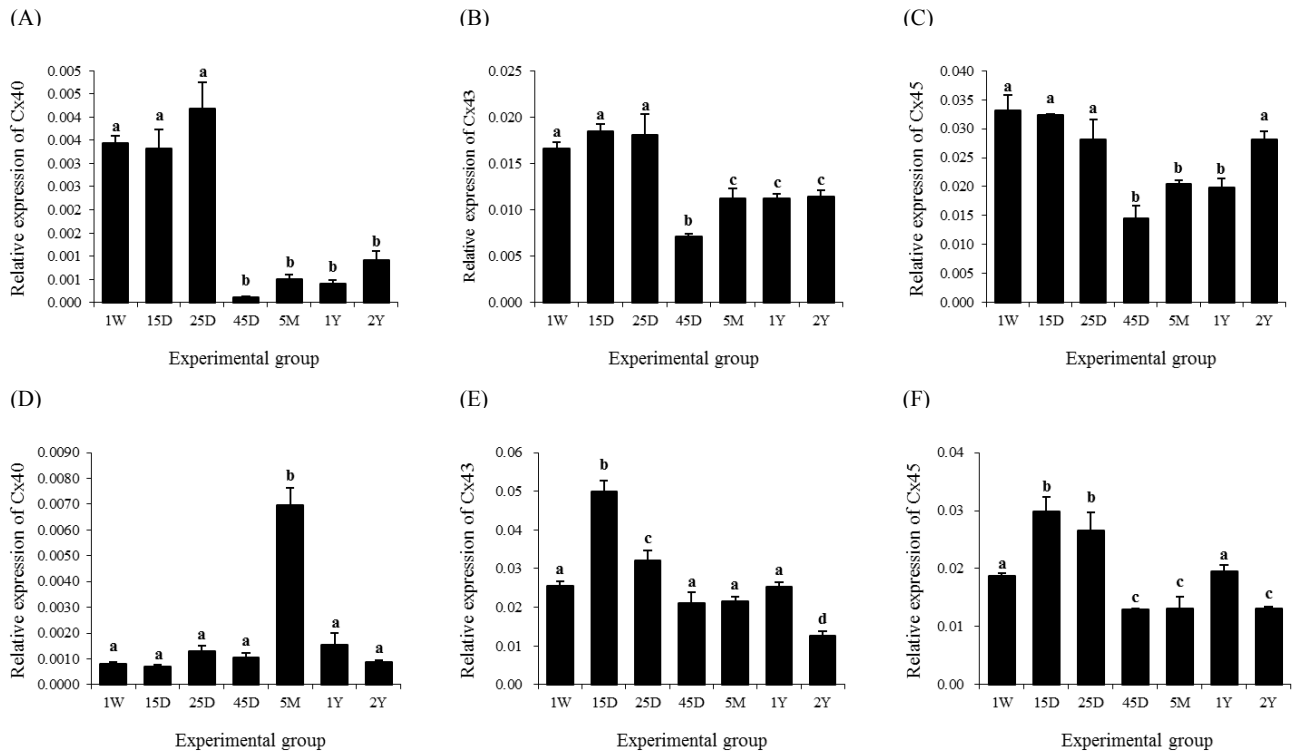 (A)
Relative expression of Cx40
0.005
0.004
0.004
0.003
0.003
0.002
0.002
0.001
0.001
0.000
a a a b b b b
1W 15D 25D 45D 5M 1Y 2Y
Experimental group
(B)
Relative expression of Cx43
0.025
0.020
0.015
0.010
0.005
0.000
a a a b c c c
1W 15D 25D 45D 5M 1Y 2Y
Experimental group
(C)
Relative expression of Cx45
0.040
0.035
0.030
0.025
0.020
0.015
0.010
0.005
0.000
a a a b b b a
1W 15D 25D 45D 5M 1Y 2Y
Experimental group
(D)
Relative expression of Cx40
0.0090
0.0080
0.0070
0.0060
0.0050
0.0040
0.0030
0.0020
0.0010
0.0000
a a a a b a a
1W 15D 25D 45D 5M 1Y 2Y
Experimental group
(E)
Relative expression of Cx43
0.06
0.05
0.04
0.03
0.02
0.01
0.00
a b c a a a d
1W 15D 25D 45D 5M 1Y 2Y
Experimental group
(F)
Relative expression of Cx45
0.04
0.03
0.02
0.01
0.00
a b b c c a c
1W 15D 25D 45D 5M 1Y 2Y
Experimental group